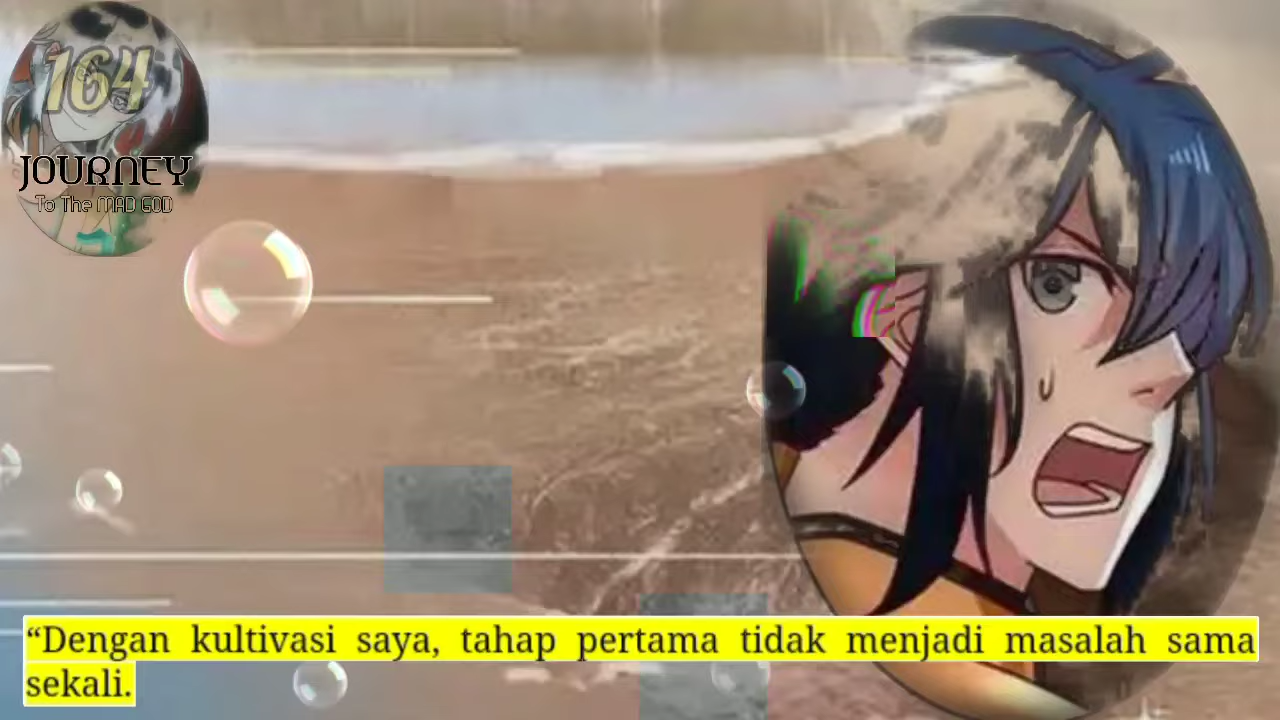 164
JOURNEY
To The MAD GOD
“Dengan kultivasi saya, tahap pertama tidak menjadi masalah sama
sekali.